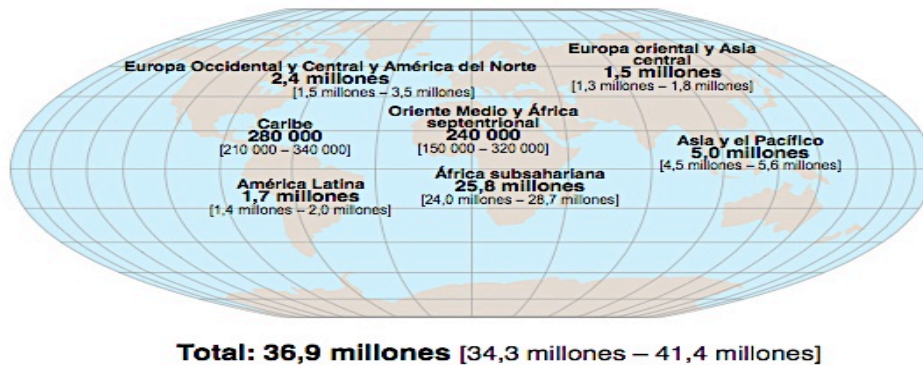 Europa Occidental y Central y América del Norte
2,4 millones
[1,5 millones – 3,5 millones]
Europa oriental y Asia
central
1,5 millones
[1,3 millones – 1,8 millones]
Caribe
280 000
[210 000 – 340 000]
Oriente Medio y África
septentrional
240 000
[150 000 – 320 000]
Asia y el Pacífico
5,0 millones
[4,5 millones – 5,6 millones]
América Latina
1,7 millones
[1,4 millones – 2,0 millones]
África subsahariana
25,8 millones
[24,0 millones – 28,7 millones]
Total: 36,9 millones [34,3 millones – 41,4 millones]